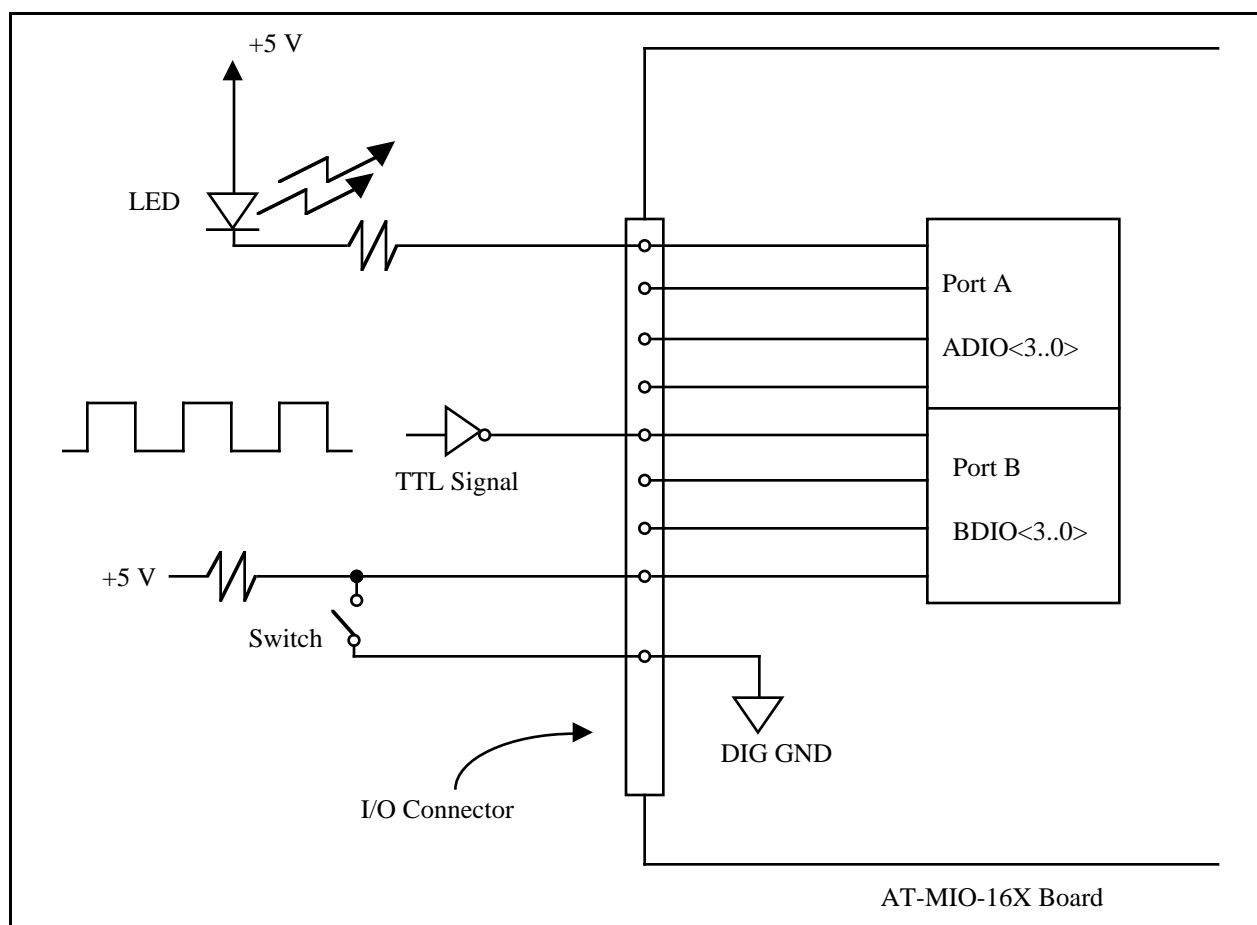 +5 V
LED
Port A
ADIO<3..0>
TTL Signal
Port B
BDIO<3..0>
+5 V
Switch
DIG GND
I/O Connector
AT-MIO-16X Board